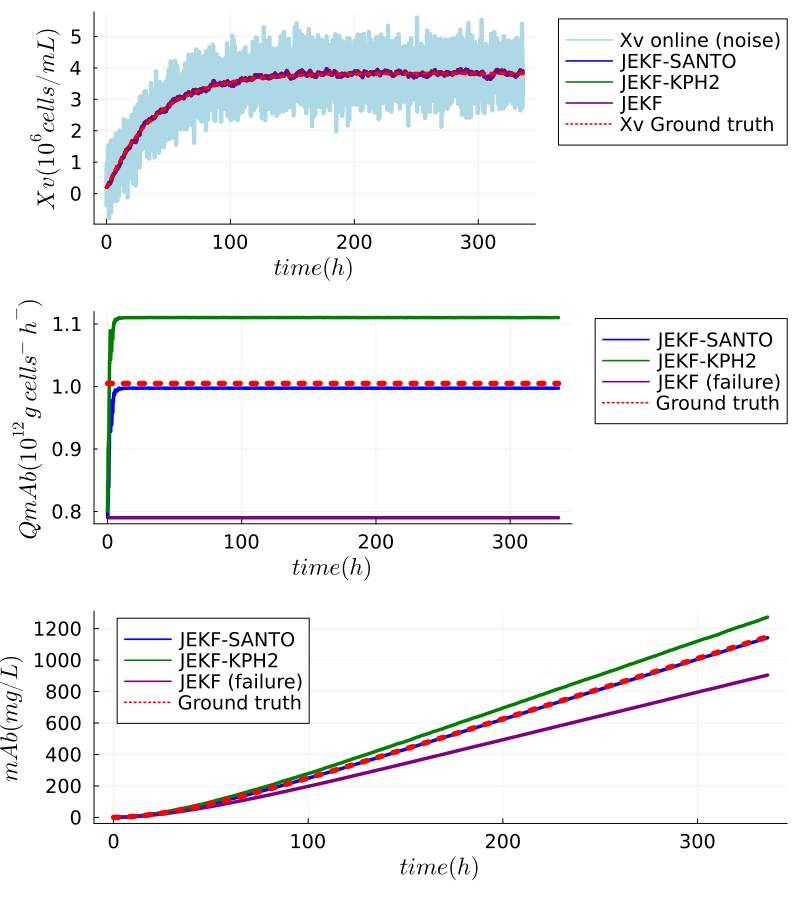 5
4
3
2
1
0
Xv(10^6 cells/mL)
0 100 200 300
time(h)
Xv online (noise)
JEKF-SANTO
JEKF-KPH2
JEKF
Xv Ground truth
1.1
1.0
0.9
0.8
QmAb(10^12 g cells^- h^-)
0 100 200 300
time(h)
JEKF-SANTO
JEKF-KPH2
JEKF (failure)
Ground truth
1200
1000
800
600
400
200
0
mAb(mg/L)
JEKF-SANTO
JEKF-KPH2
JEKF (failure)
Ground truth
0 100 200 300
time(h)